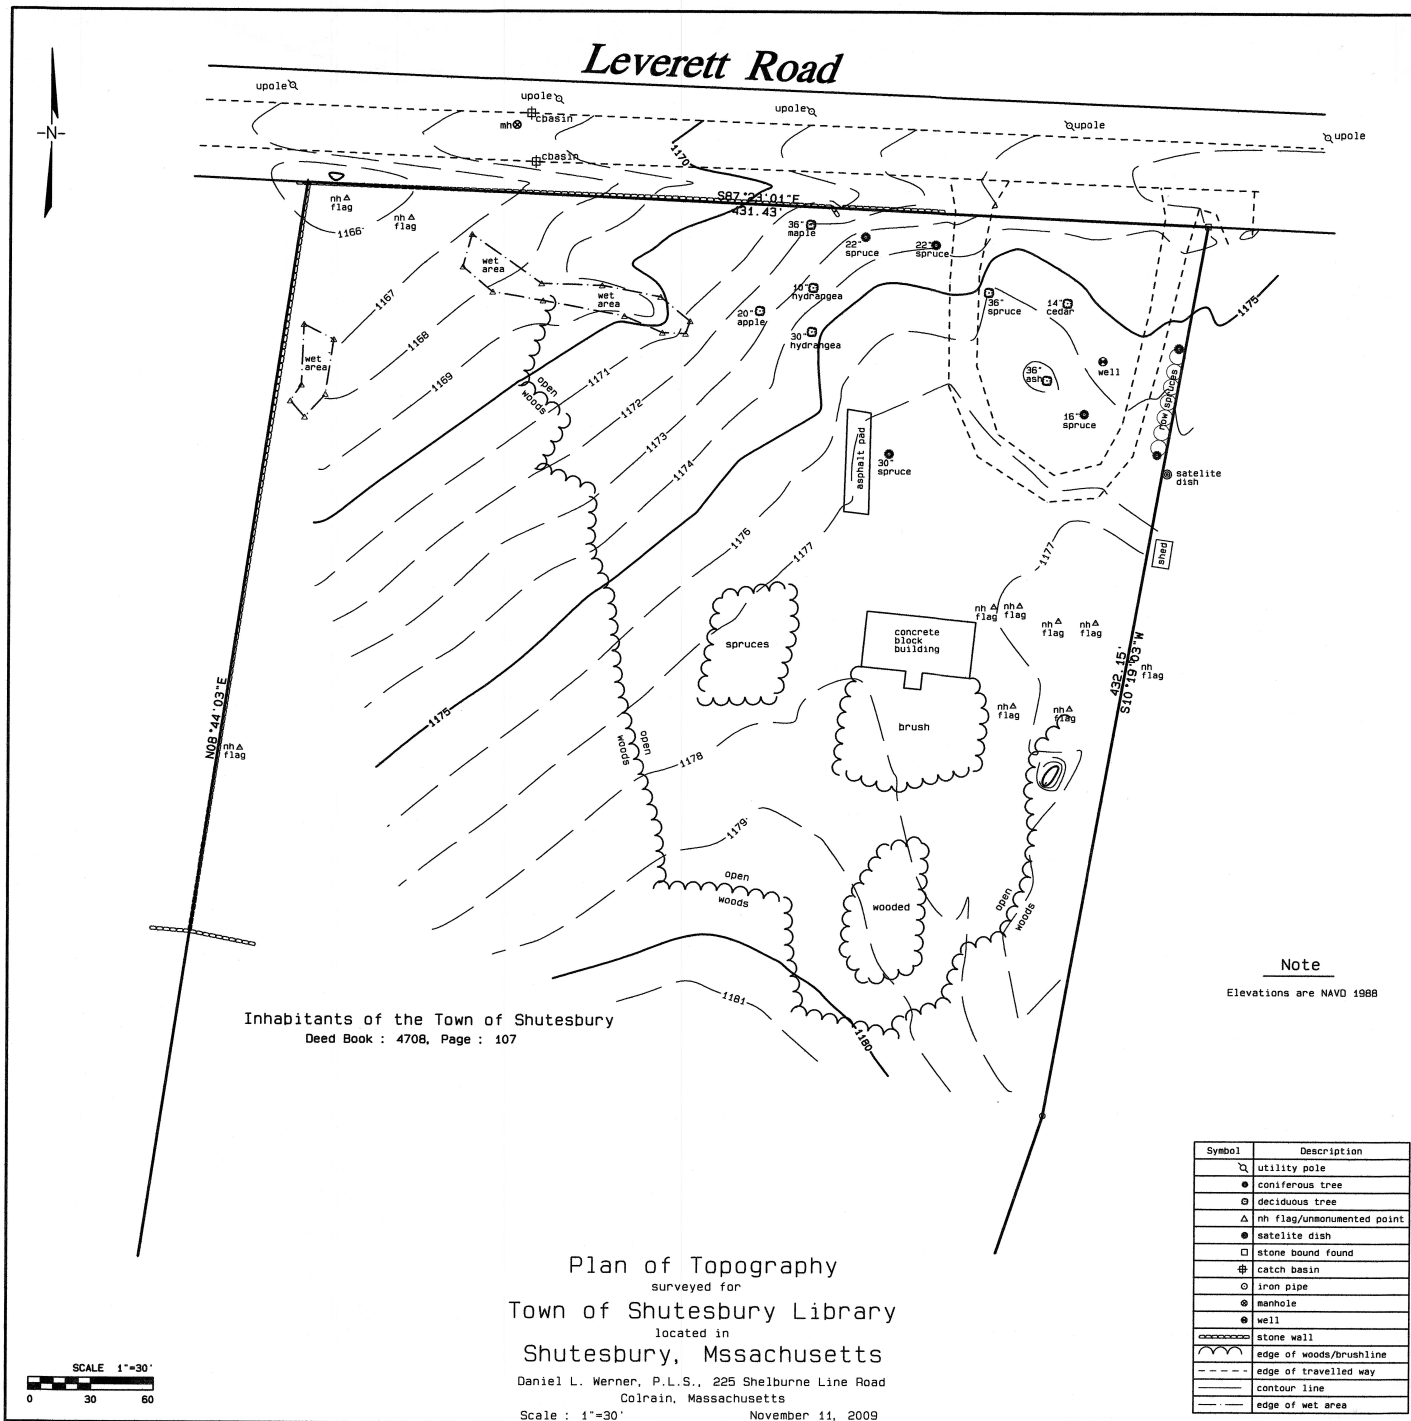 Leverett Road
upole
upole
upole
upole
upole
-N-
mh
cbasin
cbasin
1170
S87°23'01"E
431.43'
nh
flag
nh
flag
1166
36"
maple
22"
spruce
22"
spruce
wet
area
wet
area
10"
hydrangea
20"
apple
30"
hydrangea
36"
spruce
14"
cedar
1175
1167
1168
1169
wet
area
open
woods
1171
1172
1173
1174
36"
ash
well
16"
spruce
row spruces
asphalt pad
30"
spruce
satelite
dish
1176
1177
1177
shed
spruces
concrete
block
building
nh
flag
nh
flag
nh
flag
nh
flag
432.15'
S10°19'03"W
nh
flag
N08°44'03"E
nh
flag
1175
open
woods
nh
flag
nh
flag
brush
1178
1179
open
woods
wooded
open
woods
1181
1180
Note
Elevations are NAVD 1988
Inhabitants of the Town of Shutesbury
Deed Book : 4708, Page : 107
Symbol Description
utility pole
coniferous tree
deciduous tree
nh flag/unmonumented point
satelite dish
stone bound found
catch basin
iron pipe
manhole
well
stone wall
edge of woods/brushline
edge of travelled way
contour line
edge of wet area
Plan of Topography
surveyed for
Town of Shutesbury Library
located in
Shutesbury, Mssachusetts
Daniel L. Werner, P.L.S., 225 Shelburne Line Road
Colrain, Massachusetts
Scale : 1"=30' November 11, 2009
SCALE 1"=30'
0 30 60